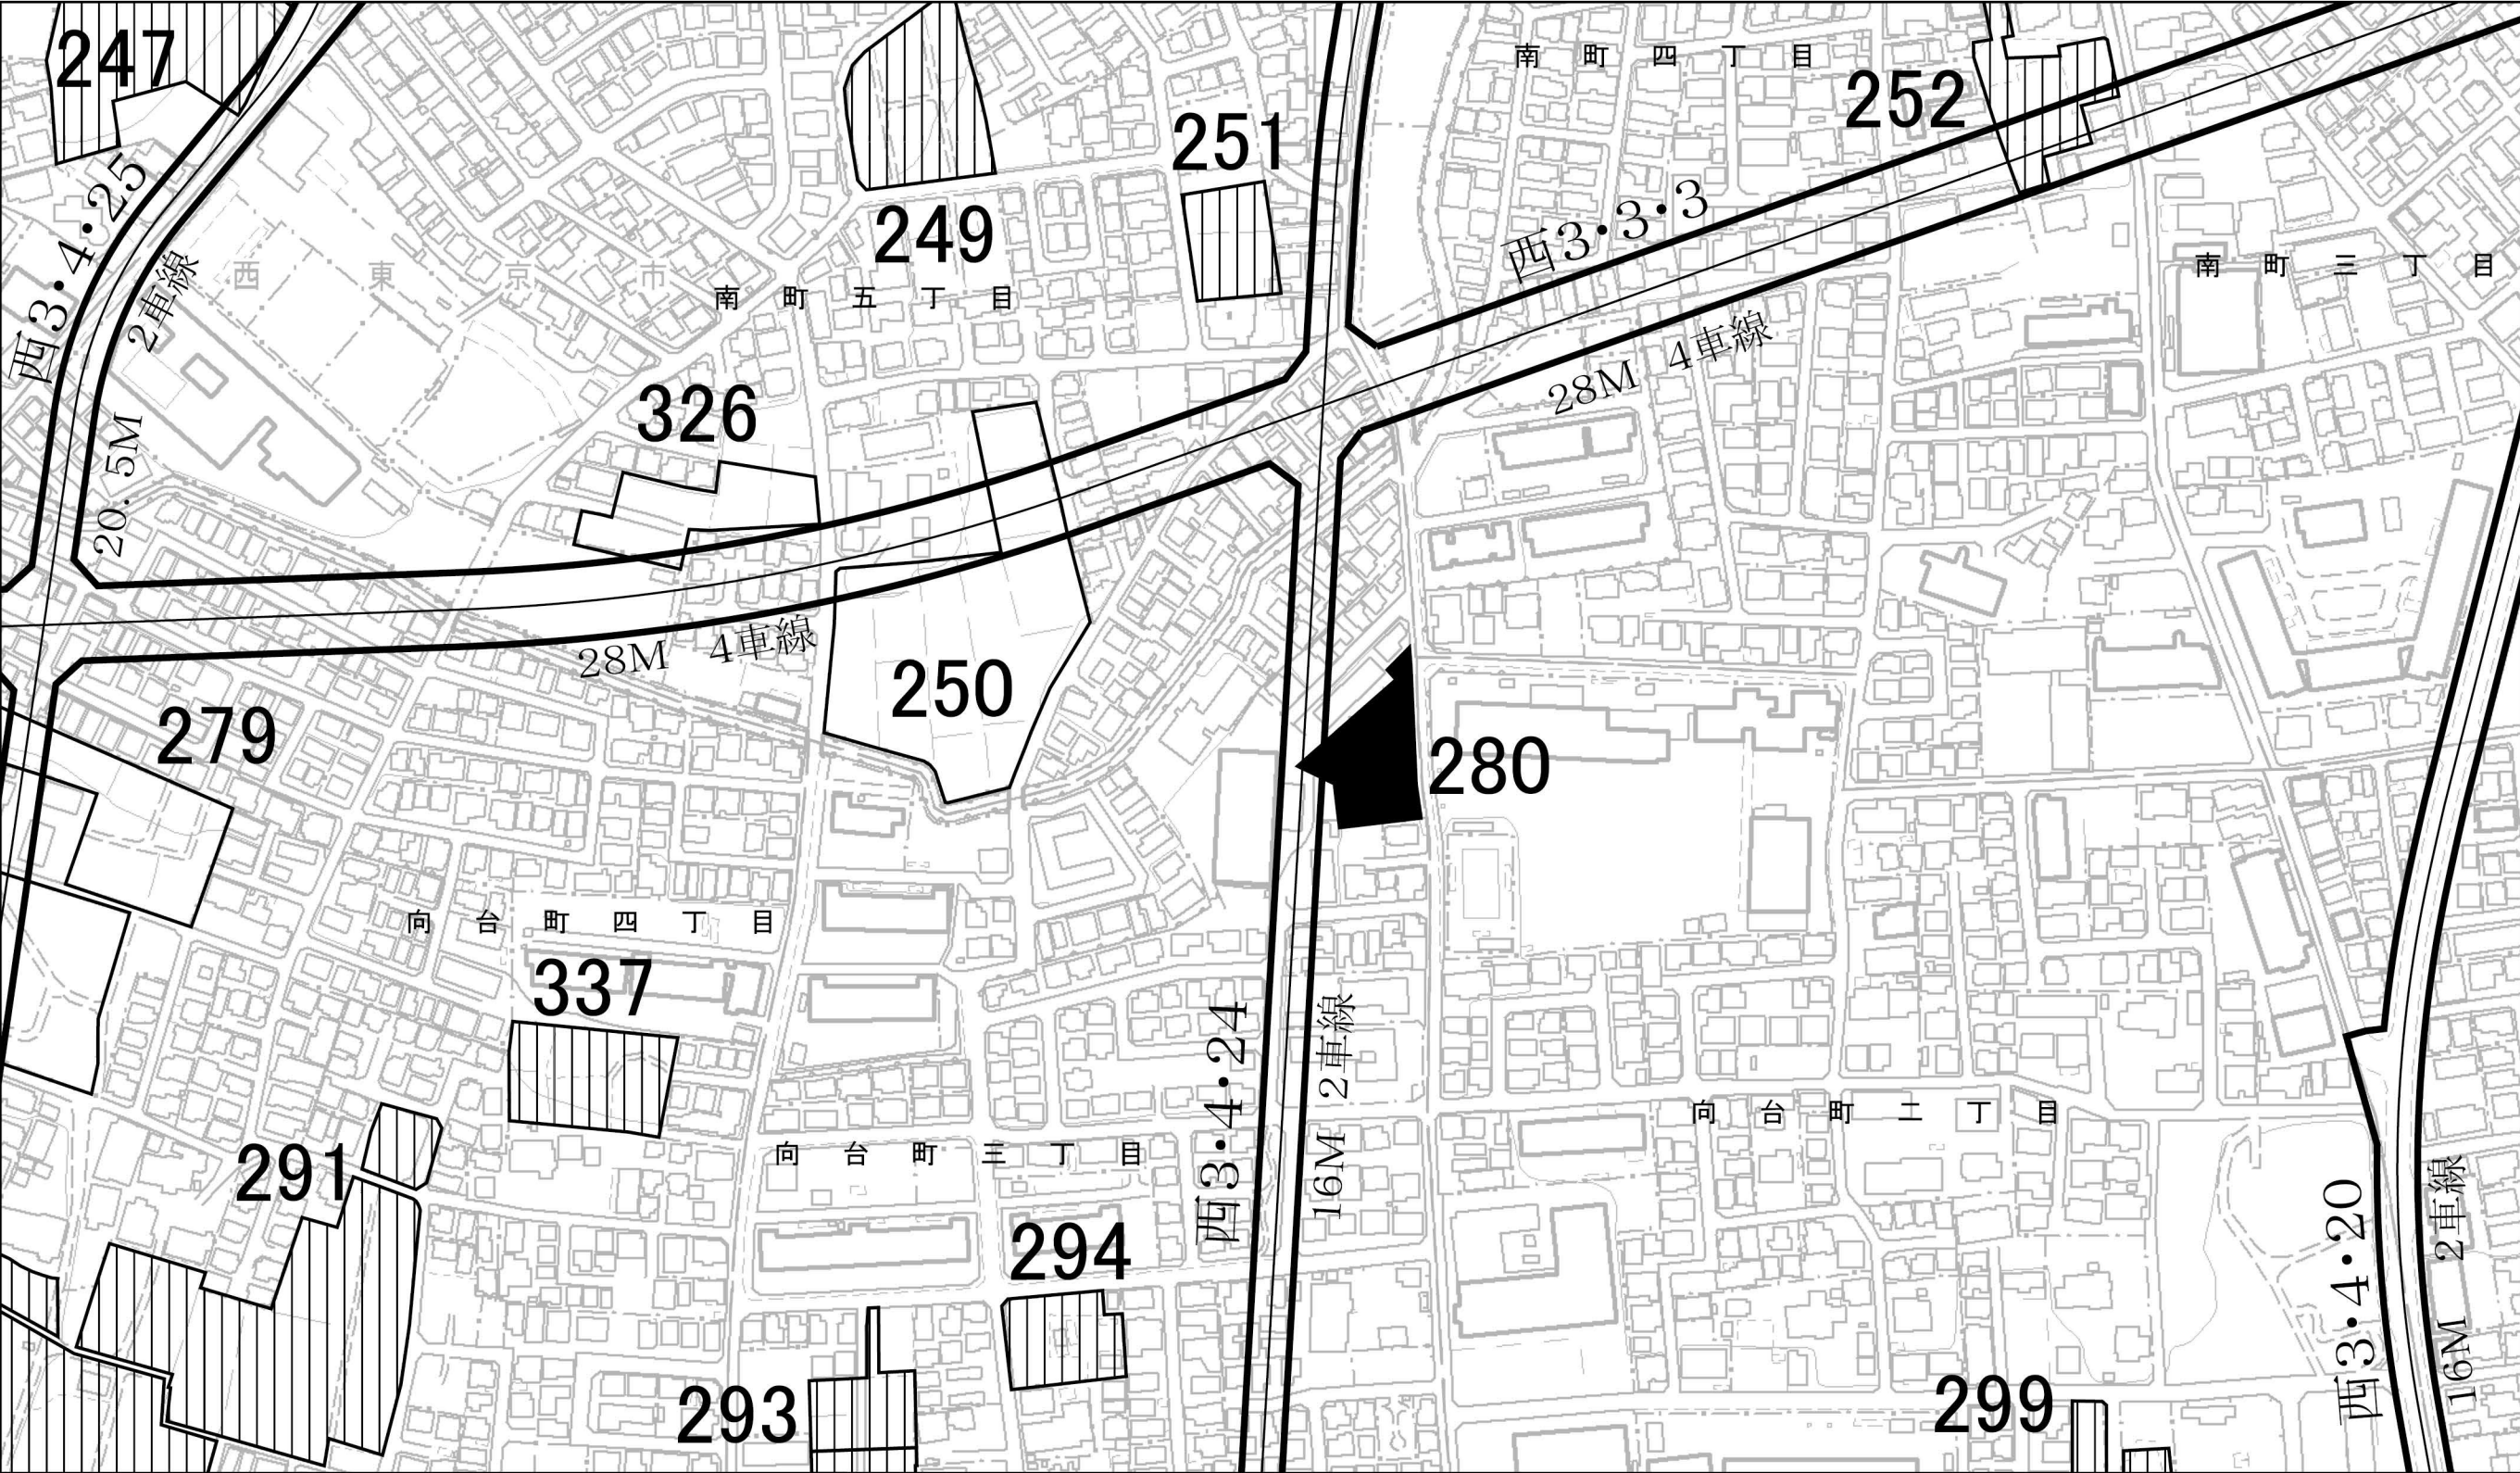 247
南町四丁目
252
251
西3・4・25
西3・3・3
249
2車線
西東京市
南町三丁目
南町五丁目
28M 4車線
326
20.5M
28M 4車線
250
279
280
向台町四丁目
337
西3・4・24
16M 2車線
向台町二丁目
向台町三丁目
291
294
西3・4・20
16M 2車線
293
299